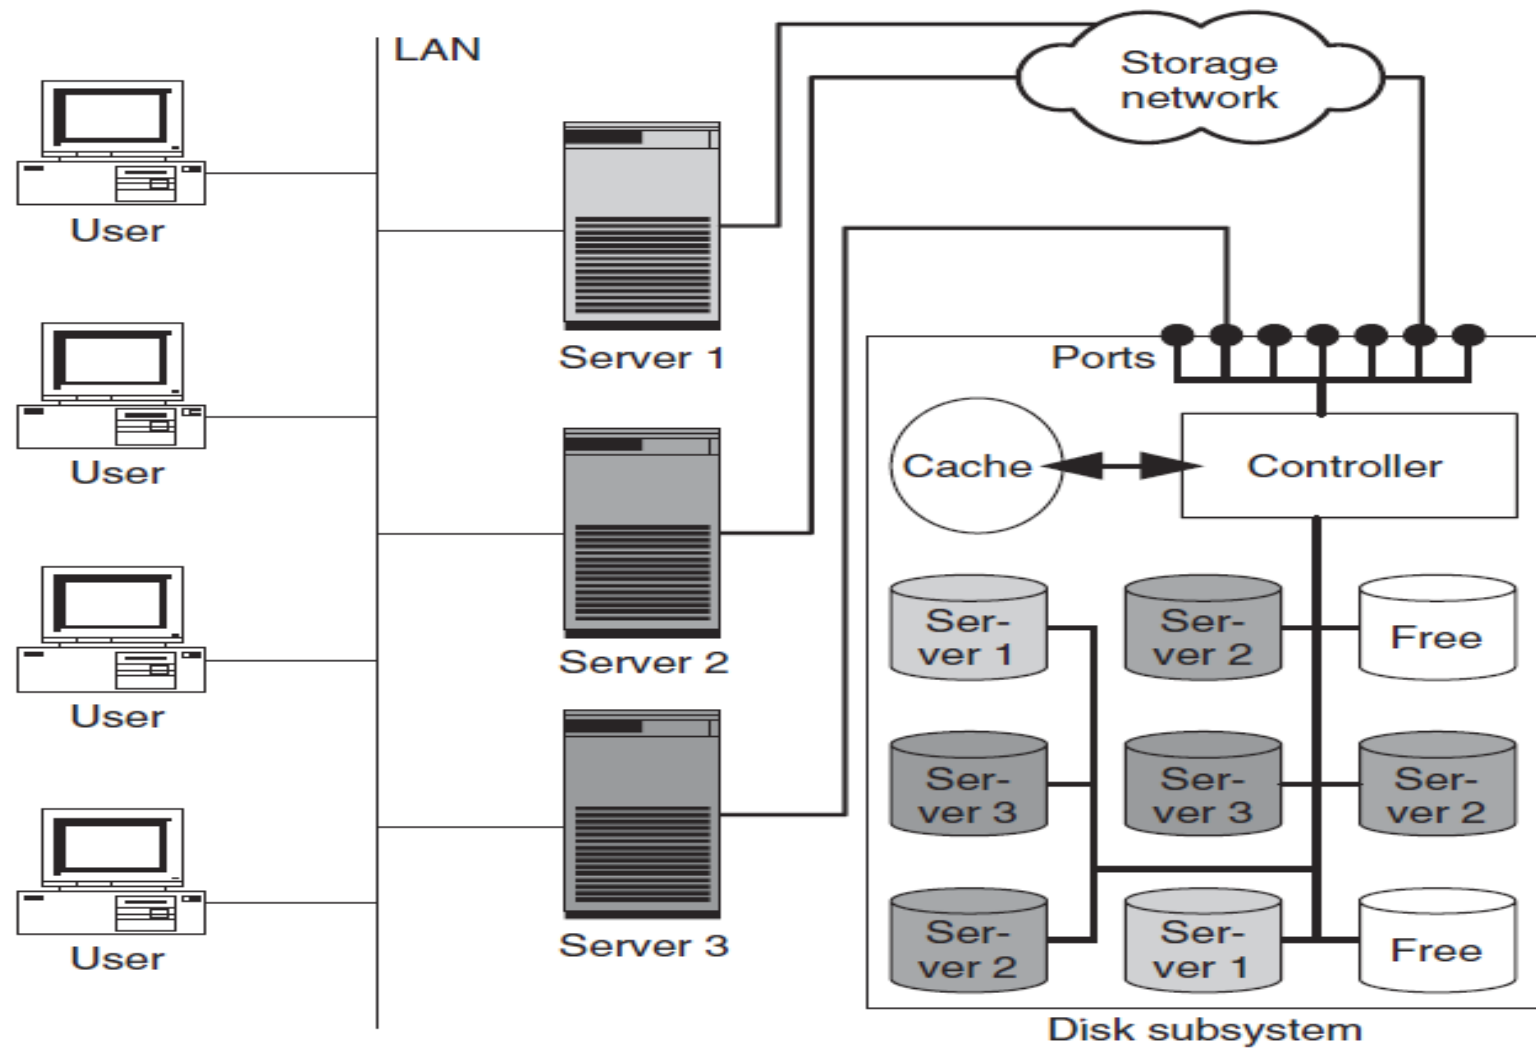 LAN
Storage
network
User
Server 1
Ports
User
Cache
Controller
Ser-
ver 1
Ser-
ver 2
Free
Server 2
User
Ser-
ver 3
Ser-
ver 3
Ser-
ver 2
Server 3
User
Ser-
ver 2
Ser-
ver 1
Free
Disk subsystem